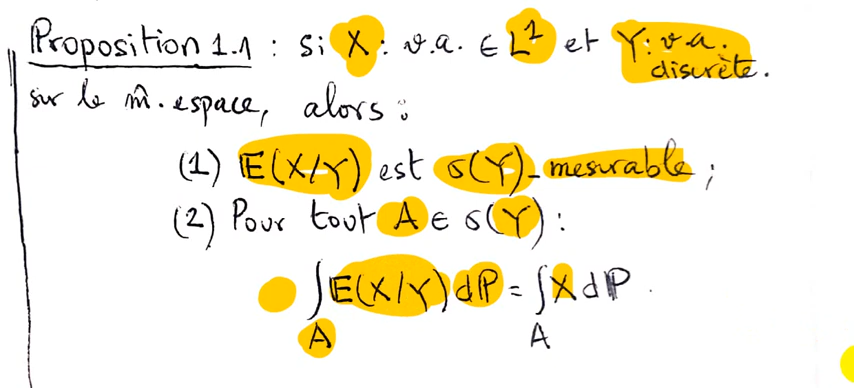 Proposition 1.1 : Si X : v.a. ∈ L¹ et Y : v.a. discrète.
sur le m̂. espace, alors :
(1) E(X/Y) est σ(Y)-mesurable ;
(2) Pour tout A ∈ σ(Y) :
∫_A E(X/Y) dP = ∫_A X dP.